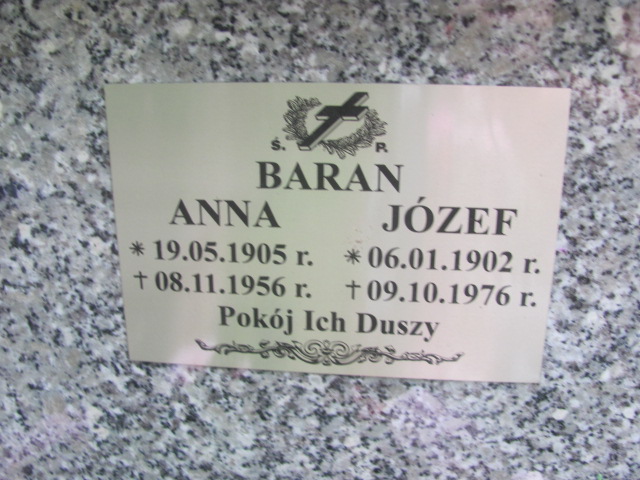 Ś. P.
BARAN
ANNA JÓZEF
* 19.05.1905 r. * 06.01.1902 r.
† 08.11.1956 r. † 09.10.1976 r.
Pokój Ich Duszy